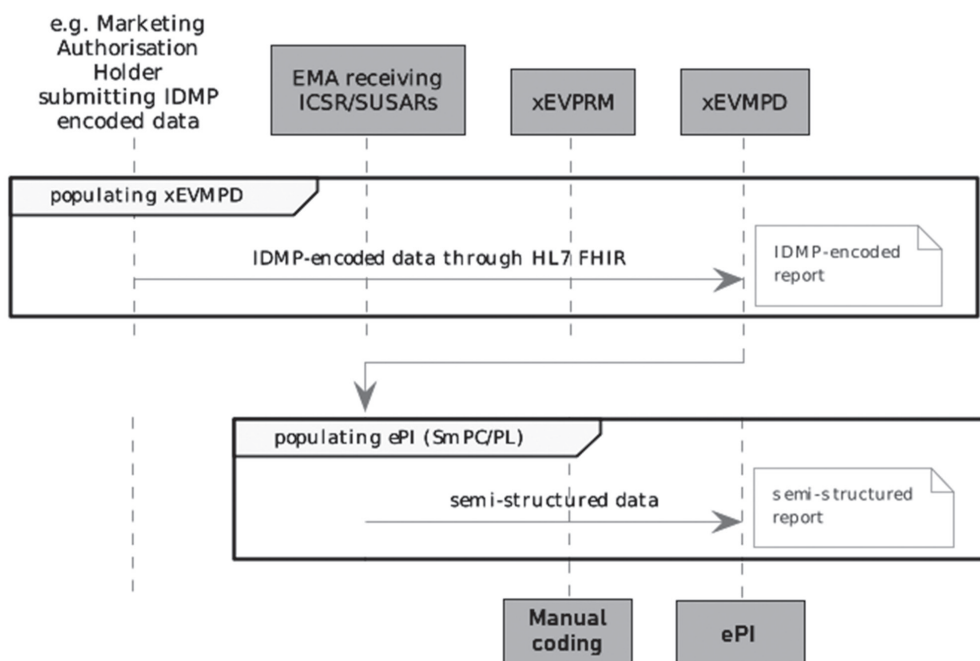 e.g. Marketing
Authorisation
Holder
submitting IDMP
encoded data
EMA receiving
ICSR/SUSARs
xEVPRM
xEVMPD
populating xEVMPD
IDMP-encoded data through HL7 FHIR
IDMP-encoded
report
populating ePI (SmPC/PL)
semi-structured data
semi-structured
report
Manual
coding
ePI